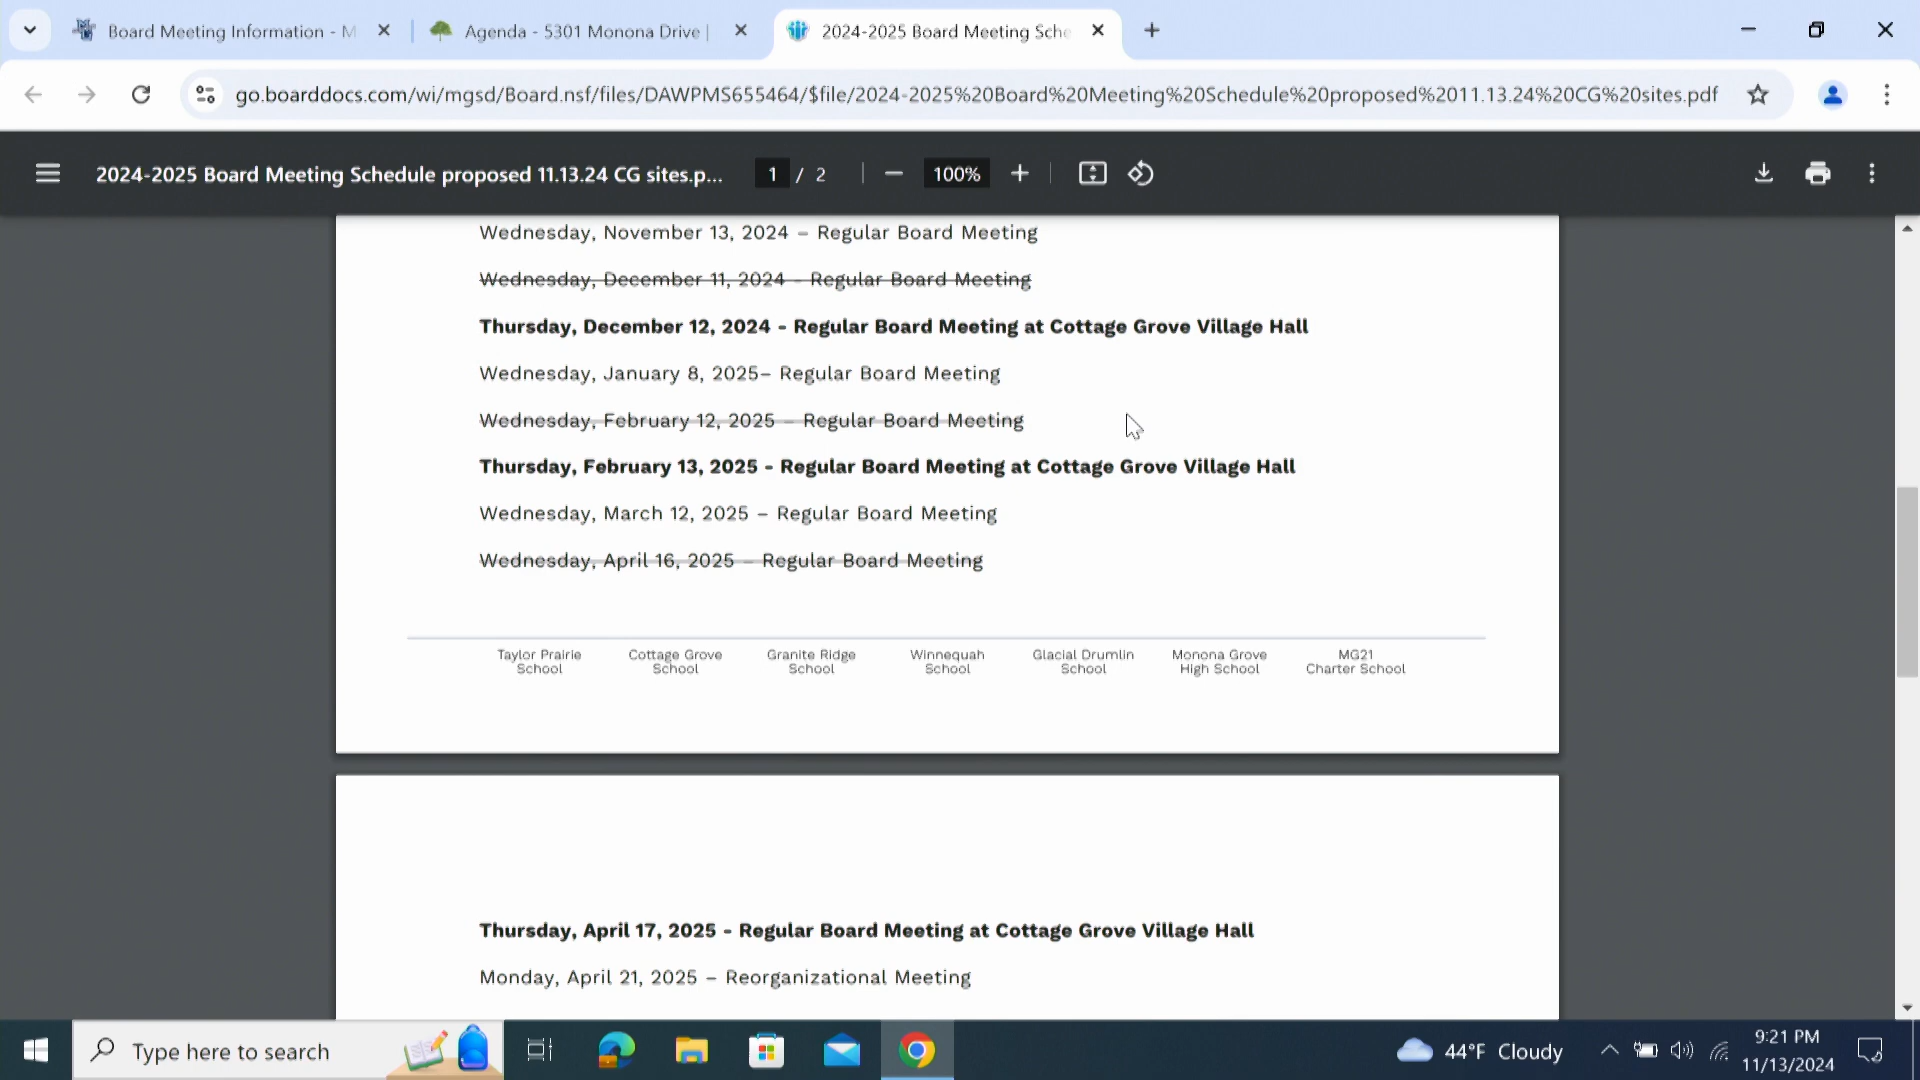 Board Meeting Information - M
Agenda - 5301 Monona Drive |
2024-2025 Board Meeting Sche
go.boarddocs.com/wi/mgsd/Board.nsf/files/DAWPMS655464/$file/2024-2025%20Board%20Meeting%20Schedule%20proposed%2011.13.24%20CG%20sites.pdf
2024-2025 Board Meeting Schedule proposed 11.13.24 CG sites.p...
1 / 2
100%
Wednesday, November 13, 2024 – Regular Board Meeting
Wednesday, December 11, 2024 – Regular Board Meeting
Thursday, December 12, 2024 - Regular Board Meeting at Cottage Grove Village Hall
Wednesday, January 8, 2025– Regular Board Meeting
Wednesday, February 12, 2025 – Regular Board Meeting
Thursday, February 13, 2025 - Regular Board Meeting at Cottage Grove Village Hall
Wednesday, March 12, 2025 – Regular Board Meeting
Wednesday, April 16, 2025 – Regular Board Meeting
Taylor Prairie School
Cottage Grove School
Granite Ridge School
Winnequah School
Glacial Drumlin School
Monona Grove High School
MG21 Charter School
Thursday, April 17, 2025 - Regular Board Meeting at Cottage Grove Village Hall
Monday, April 21, 2025 – Reorganizational Meeting
Type here to search
44°F Cloudy
9:21 PM
11/13/2024